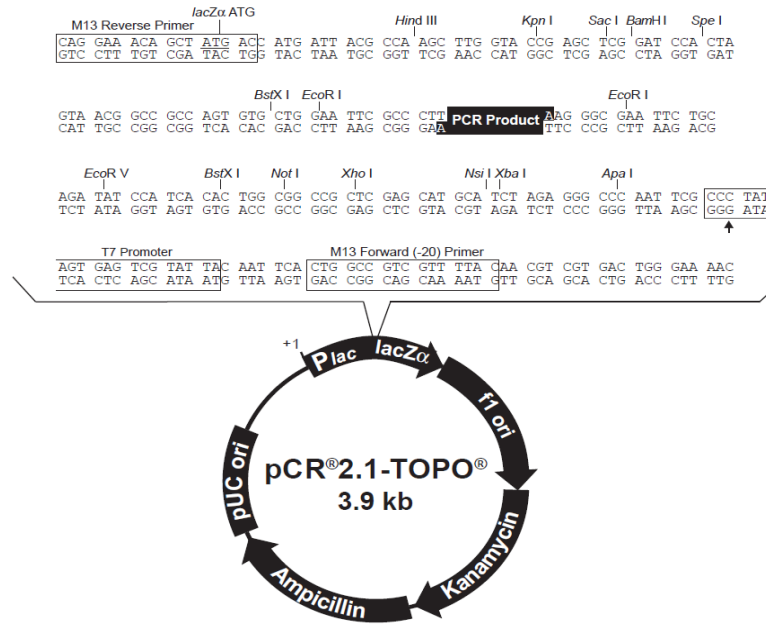 lacZα ATG
M13 Reverse Primer Hind III Kpn I Sac I BamH I Spe I
CAG GAA ACA GCT ATG ACC ATG ATT ACG CCA AGC TTG GTA CCG AGC TCG GAT CCA CTA
GTC CTT TGT CGA TAC TGG TAC TAA TGC GGT TCG AAC CAT GGC TCG AGC CTA GGT GAT
BstX I EcoR I EcoR I
GTA ACG GCC GCC AGT GTG CTG GAA TTC GCC CTT PCR Product AAG GGC GAA TTC TGC
CAT TGC CGG CGG TCA CAC GAC CTT AAG CGG GAA TTC CCG CTT AAG ACG
EcoR V BstX I Not I Xho I Nsi I Xba I Apa I
AGA TAT CCA TCA CAC TGG CGG CCG CTC GAG CAT GCA TCT AGA GGG CCC AAT TCG CCC TAT
TCT ATA GGT AGT GTG ACC GCC GGC GAG CTC GTA CGT AGA TCT CCC GGG TTA AGC GGG ATA
T7 Promoter M13 Forward (-20) Primer
AGT GAG TCG TAT TAC AAT TCA CTG GCC GTC GTT TTA CAA CGT CGT GAC TGG GAA AAC
TCA CTC AGC ATA ATG TTA AGT GAC CGG CAG CAA AAT GTT GCA GCA CTG ACC CTT TTG
+1
Plac lacZα
f1 ori
pUC ori
pCR®2.1-TOPO®
3.9 kb
Kanamycin
Ampicillin